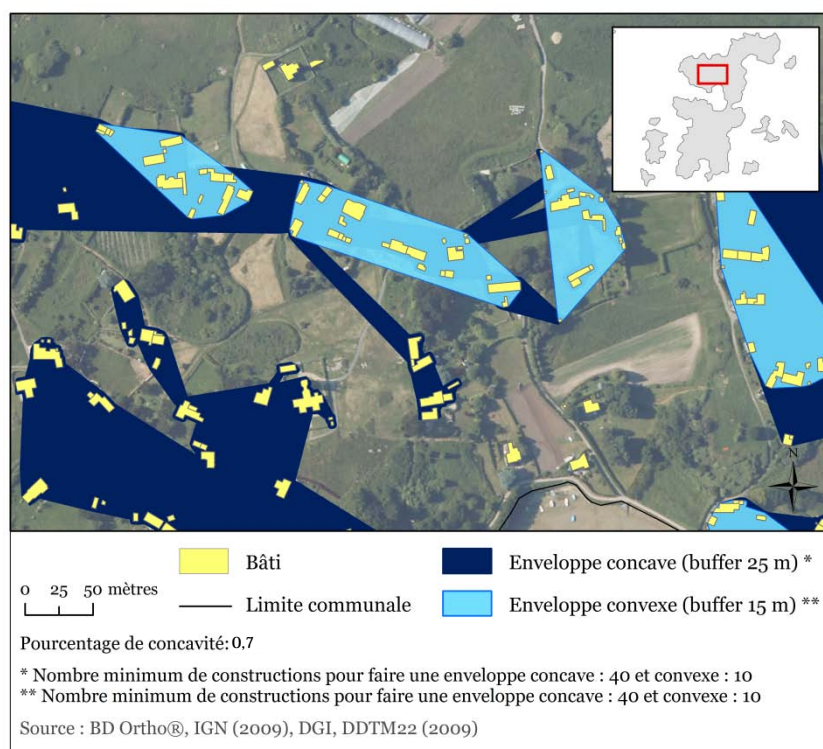 N
Bâti
Enveloppe concave (buffer 25 m) *
0 25 50 mètres
Limite communale
Enveloppe convexe (buffer 15 m) **
Pourcentage de concavité: 0,7
* Nombre minimum de constructions pour faire une enveloppe concave : 40 et convexe : 10
** Nombre minimum de constructions pour faire une enveloppe concave : 40 et convexe : 10
Source : BD Ortho®, IGN (2009), DGI, DDTM22 (2009)